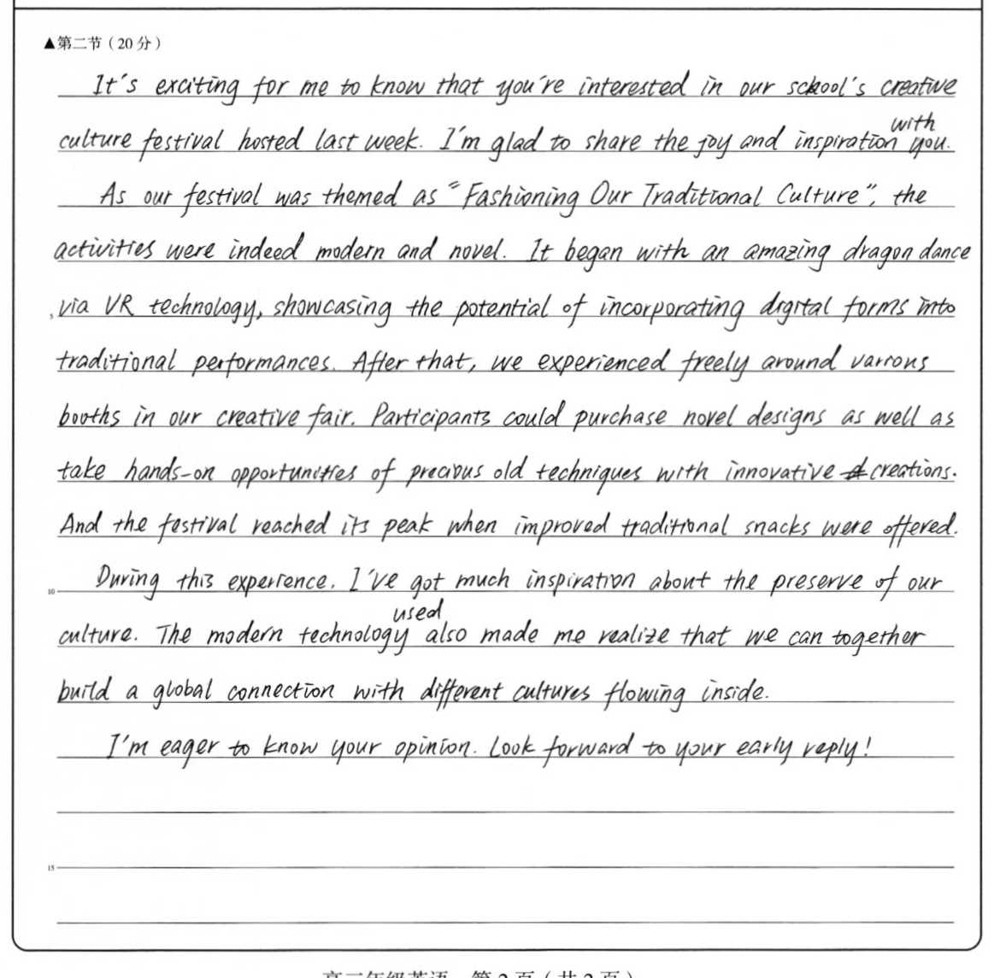 ▲第二节（20 分）
It's exciting for me to know that you're interested in our school's creative
culture festival hosted last week. I'm glad to share the joy and inspiration with you.
As our festival was themed as “Fashioning Our Traditional Culture”, the
activities were indeed modern and novel. It began with an amazing dragon dance
5 via VR technology, showcasing the potential of incorporating digital forms into
traditional performances. After that, we experienced freely around various
booths in our creative fair. Participants could purchase novel designs as well as
take hands-on opportunities of precious old techniques with innovative creations.
And the festival reached its peak when improved traditional snacks were offered.
10 During this experience, I've got much inspiration about the preserve of our
culture. The modern technology used also made me realize that we can together
build a global connection with different cultures flowing inside.
I'm eager to know your opinion. Look forward to your early reply!
15
高三年级英语 第 2 页（共 2 页）